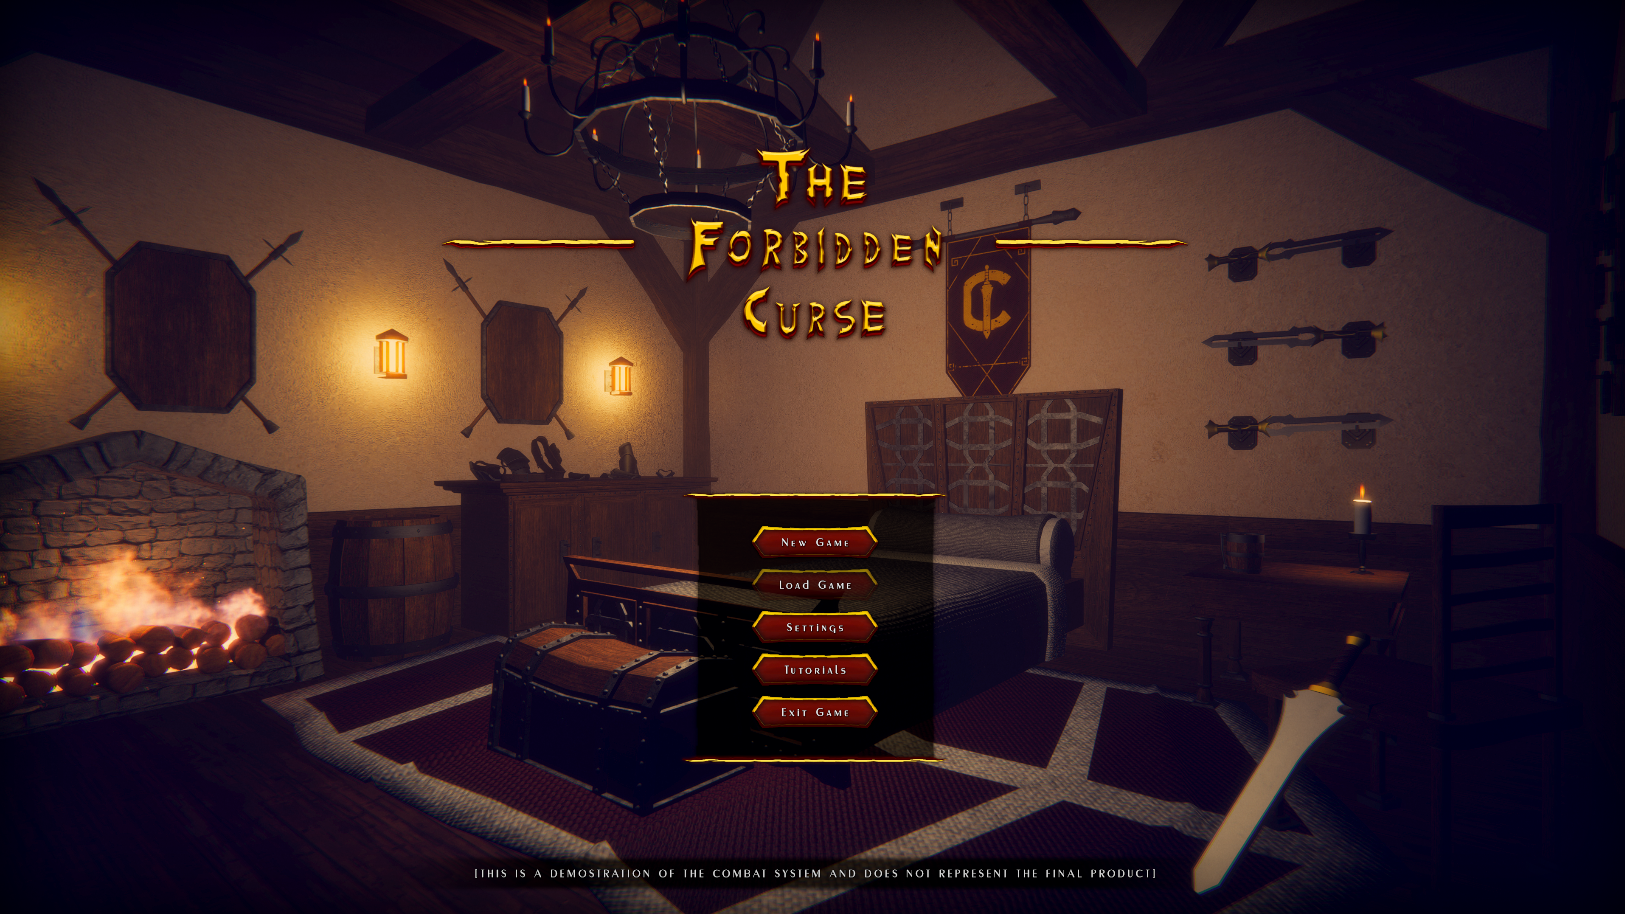 The
Forbidden
Curse
New Game
Load Game
Settings
Tutorials
Exit Game
[THIS IS A DEMOSTRATION OF THE COMBAT SYSTEM AND DOES NOT REPRESENT THE FINAL PRODUCT]